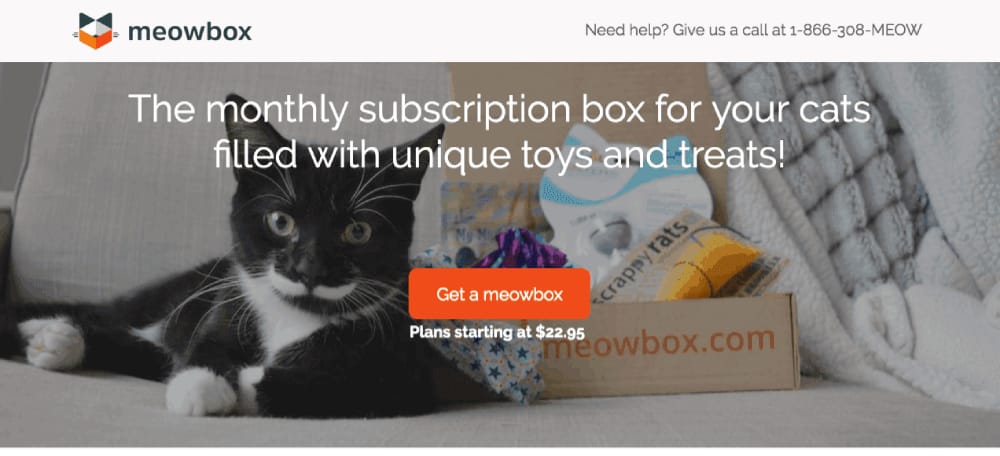 meowbox
Need help? Give us a call at 1-866-308-MEOW
The monthly subscription box for your cats
filled with unique toys and treats!
scrappy rats
Get a meowbox
Plans starting at $22.95
meowbox.com